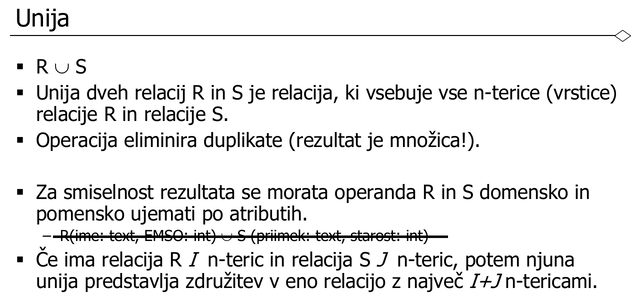 Unija
▪ R ∪ S
▪ Unija dveh relacij R in S je relacija, ki vsebuje vse n-terice (vrstice)
relacije R in relacije S.
▪ Operacija eliminira duplikate (rezultat je množica!).
▪ Za smiselnost rezultata se morata operanda R in S domensko in
pomensko ujemati po atributih.
– R(ime: text, EMSO: int) ∪ S (priimek: text, starost: int)
▪ Če ima relacija R I n-teric in relacija S J n-teric, potem njuna
unija predstavlja združitev v eno relacijo z največ I+J n-tericami.